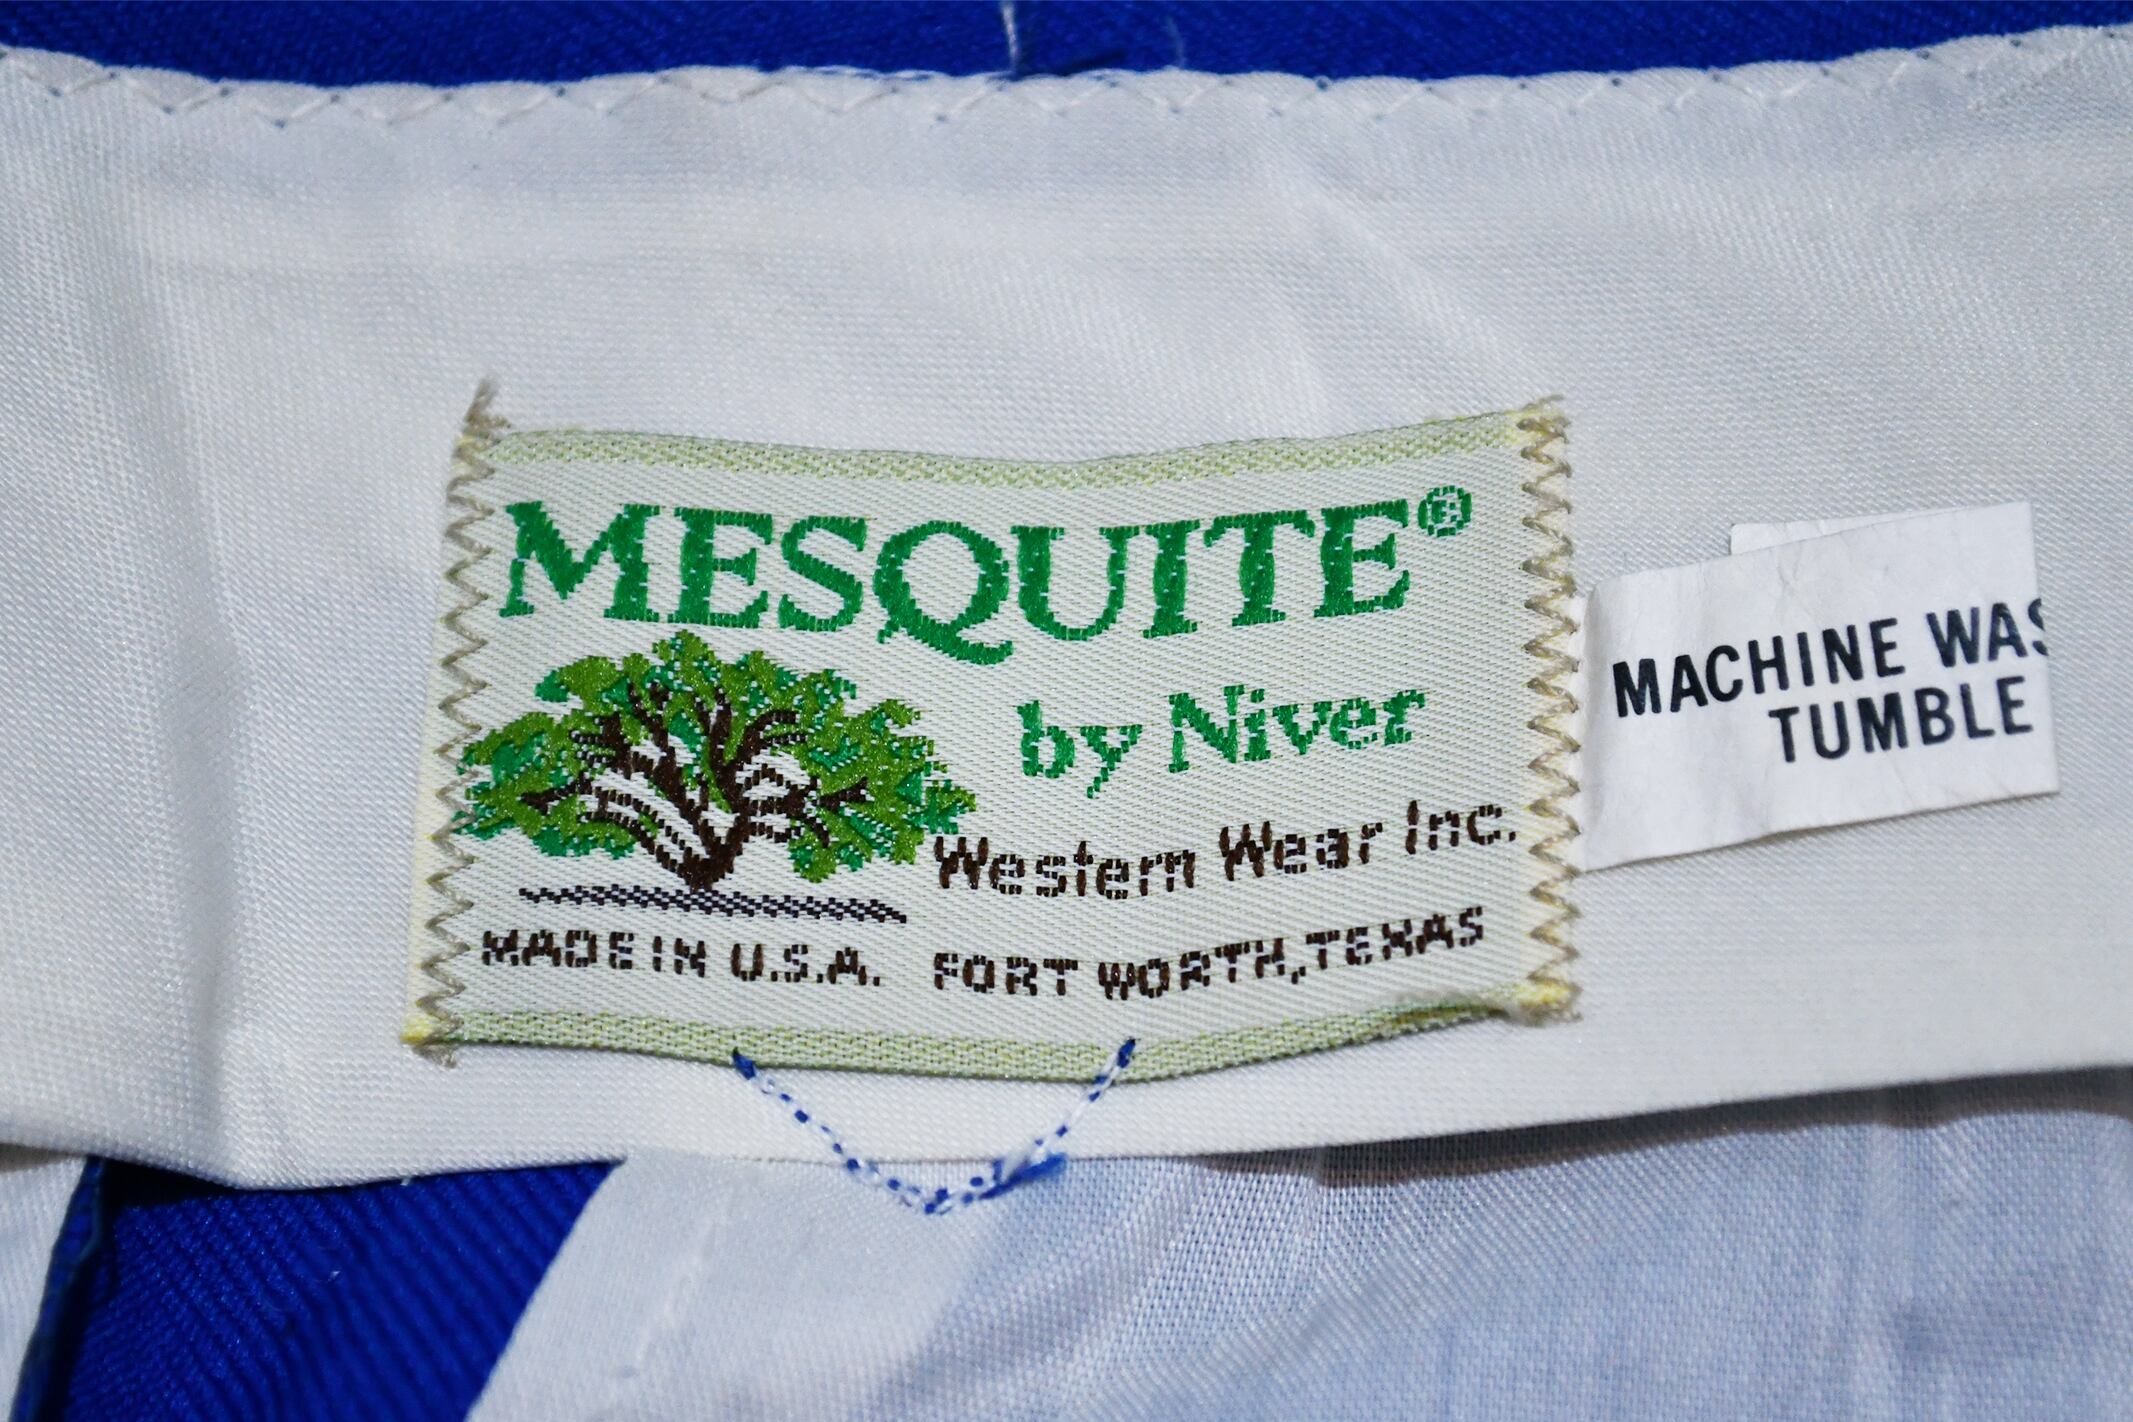 MESQUITE®
by Niver
Western Wear Inc.
MADE IN U.S.A. FORT WORTH, TEXAS
MACHINE WAS
TUMBLE